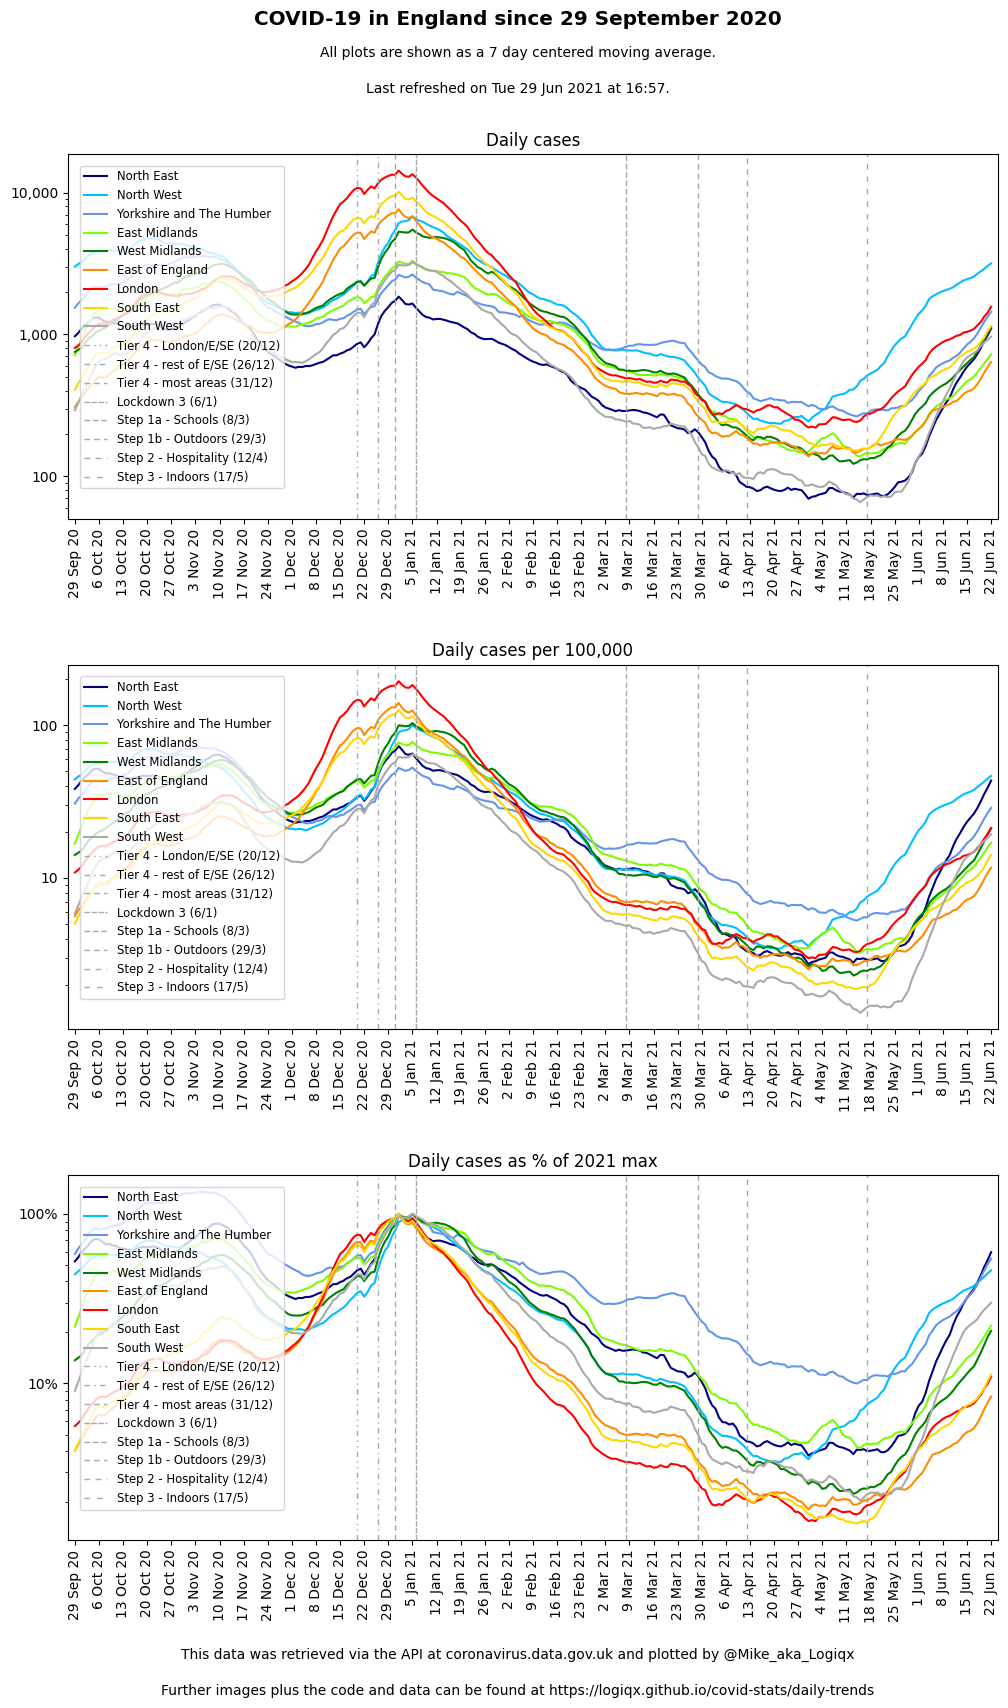 COVID-19 in England since 29 September 2020
All plots are shown as a 7 day centered moving average.
Last refreshed on Tue 29 Jun 2021 at 16:57.
Daily cases
10,000
1,000
100
North East
North West
Yorkshire and The Humber
East Midlands
West Midlands
East of England
London
South East
South West
Tier 4 - London/E/SE (20/12)
Tier 4 - rest of E/SE (26/12)
Tier 4 - most areas (31/12)
Lockdown 3 (6/1)
Step 1a - Schools (8/3)
Step 1b - Outdoors (29/3)
Step 2 - Hospitality (12/4)
Step 3 - Indoors (17/5)
29 Sep 20
6 Oct 20
13 Oct 20
20 Oct 20
27 Oct 20
3 Nov 20
10 Nov 20
17 Nov 20
24 Nov 20
1 Dec 20
8 Dec 20
15 Dec 20
22 Dec 20
29 Dec 20
5 Jan 21
12 Jan 21
19 Jan 21
26 Jan 21
2 Feb 21
9 Feb 21
16 Feb 21
23 Feb 21
2 Mar 21
9 Mar 21
16 Mar 21
23 Mar 21
30 Mar 21
6 Apr 21
13 Apr 21
20 Apr 21
27 Apr 21
4 May 21
11 May 21
18 May 21
25 May 21
1 Jun 21
8 Jun 21
15 Jun 21
22 Jun 21
Daily cases per 100,000
100
10
North East
North West
Yorkshire and The Humber
East Midlands
West Midlands
East of England
London
South East
South West
Tier 4 - London/E/SE (20/12)
Tier 4 - rest of E/SE (26/12)
Tier 4 - most areas (31/12)
Lockdown 3 (6/1)
Step 1a - Schools (8/3)
Step 1b - Outdoors (29/3)
Step 2 - Hospitality (12/4)
Step 3 - Indoors (17/5)
29 Sep 20
6 Oct 20
13 Oct 20
20 Oct 20
27 Oct 20
3 Nov 20
10 Nov 20
17 Nov 20
24 Nov 20
1 Dec 20
8 Dec 20
15 Dec 20
22 Dec 20
29 Dec 20
5 Jan 21
12 Jan 21
19 Jan 21
26 Jan 21
2 Feb 21
9 Feb 21
16 Feb 21
23 Feb 21
2 Mar 21
9 Mar 21
16 Mar 21
23 Mar 21
30 Mar 21
6 Apr 21
13 Apr 21
20 Apr 21
27 Apr 21
4 May 21
11 May 21
18 May 21
25 May 21
1 Jun 21
8 Jun 21
15 Jun 21
22 Jun 21
Daily cases as % of 2021 max
100%
10%
North East
North West
Yorkshire and The Humber
East Midlands
West Midlands
East of England
London
South East
South West
Tier 4 - London/E/SE (20/12)
Tier 4 - rest of E/SE (26/12)
Tier 4 - most areas (31/12)
Lockdown 3 (6/1)
Step 1a - Schools (8/3)
Step 1b - Outdoors (29/3)
Step 2 - Hospitality (12/4)
Step 3 - Indoors (17/5)
29 Sep 20
6 Oct 20
13 Oct 20
20 Oct 20
27 Oct 20
3 Nov 20
10 Nov 20
17 Nov 20
24 Nov 20
1 Dec 20
8 Dec 20
15 Dec 20
22 Dec 20
29 Dec 20
5 Jan 21
12 Jan 21
19 Jan 21
26 Jan 21
2 Feb 21
9 Feb 21
16 Feb 21
23 Feb 21
2 Mar 21
9 Mar 21
16 Mar 21
23 Mar 21
30 Mar 21
6 Apr 21
13 Apr 21
20 Apr 21
27 Apr 21
4 May 21
11 May 21
18 May 21
25 May 21
1 Jun 21
8 Jun 21
15 Jun 21
22 Jun 21
This data was retrieved via the API at coronavirus.data.gov.uk and plotted by @Mike_aka_Logiqx
Further images plus the code and data can be found at https://logiqx.github.io/covid-stats/daily-trends